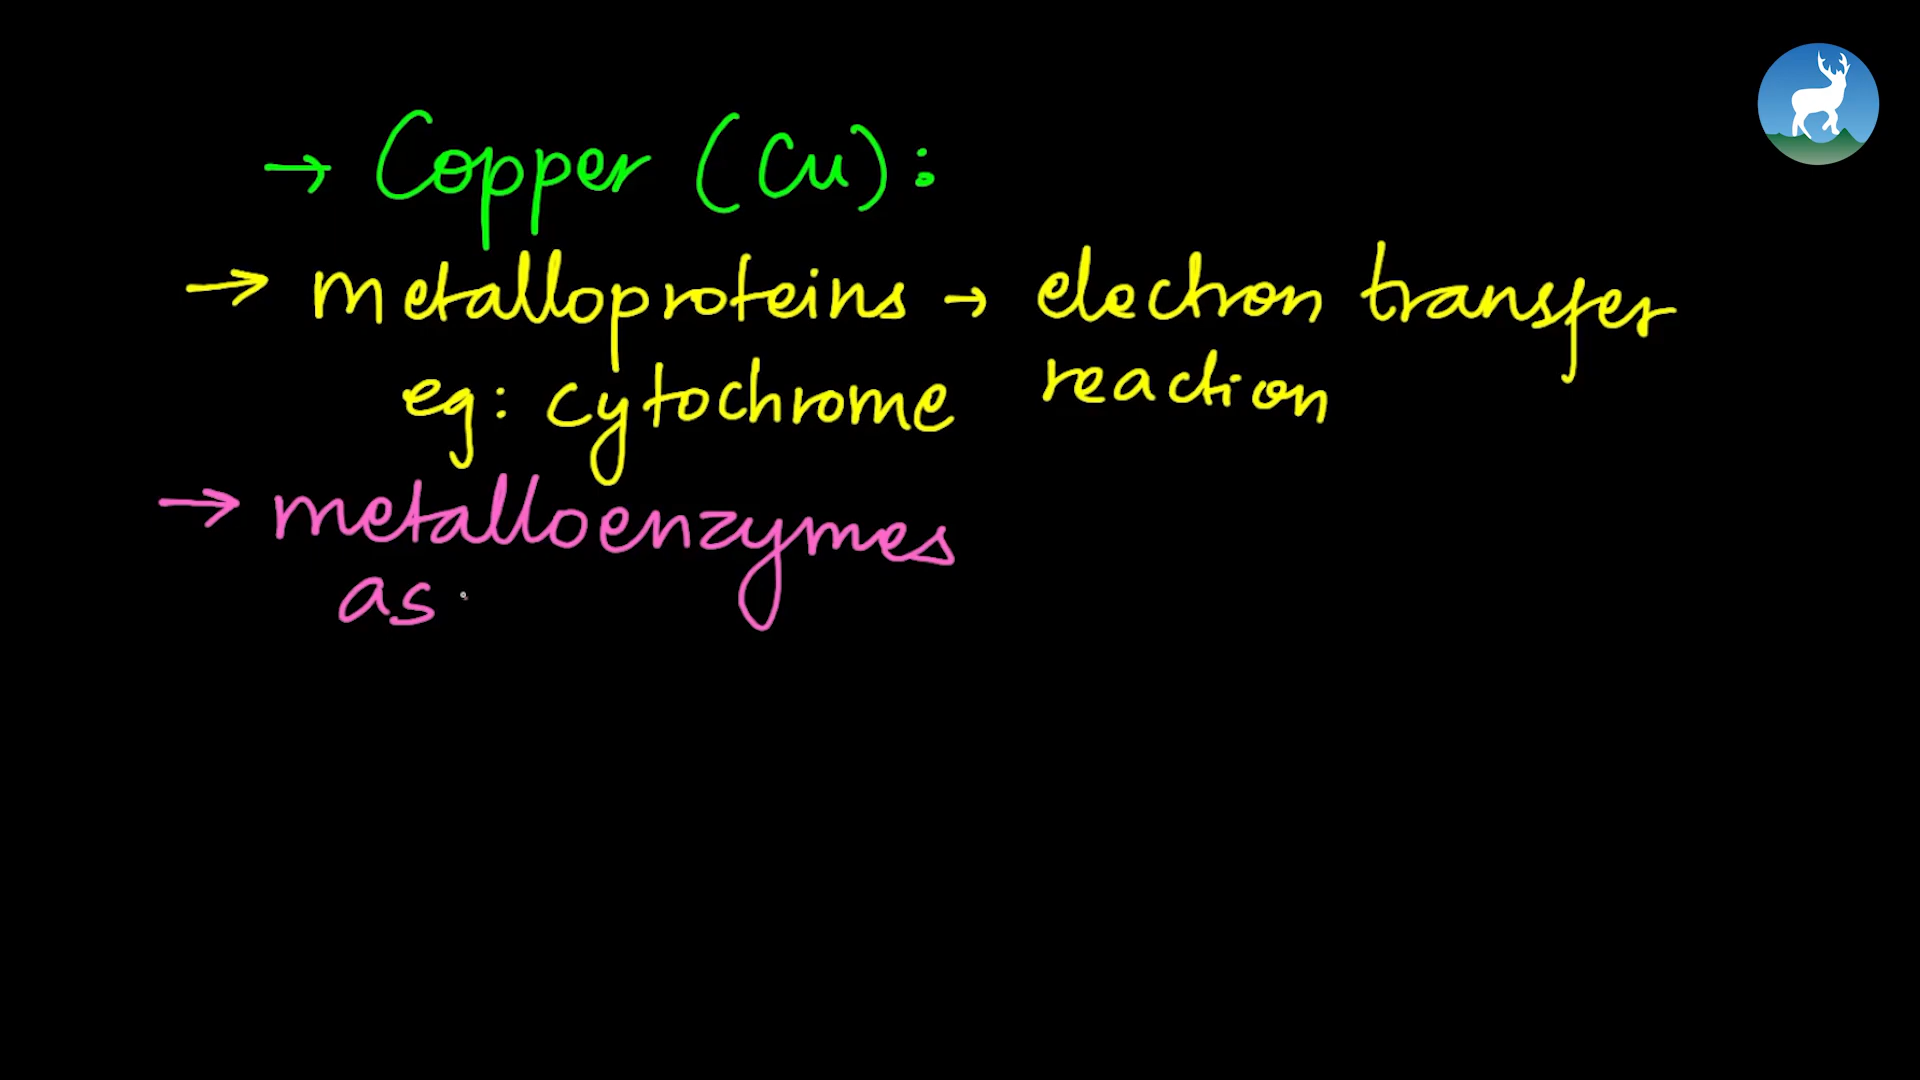 → Copper (Cu):
→ metalloproteins → electron transfer
eg: cytochrome reaction
→ metalloenzymes
as